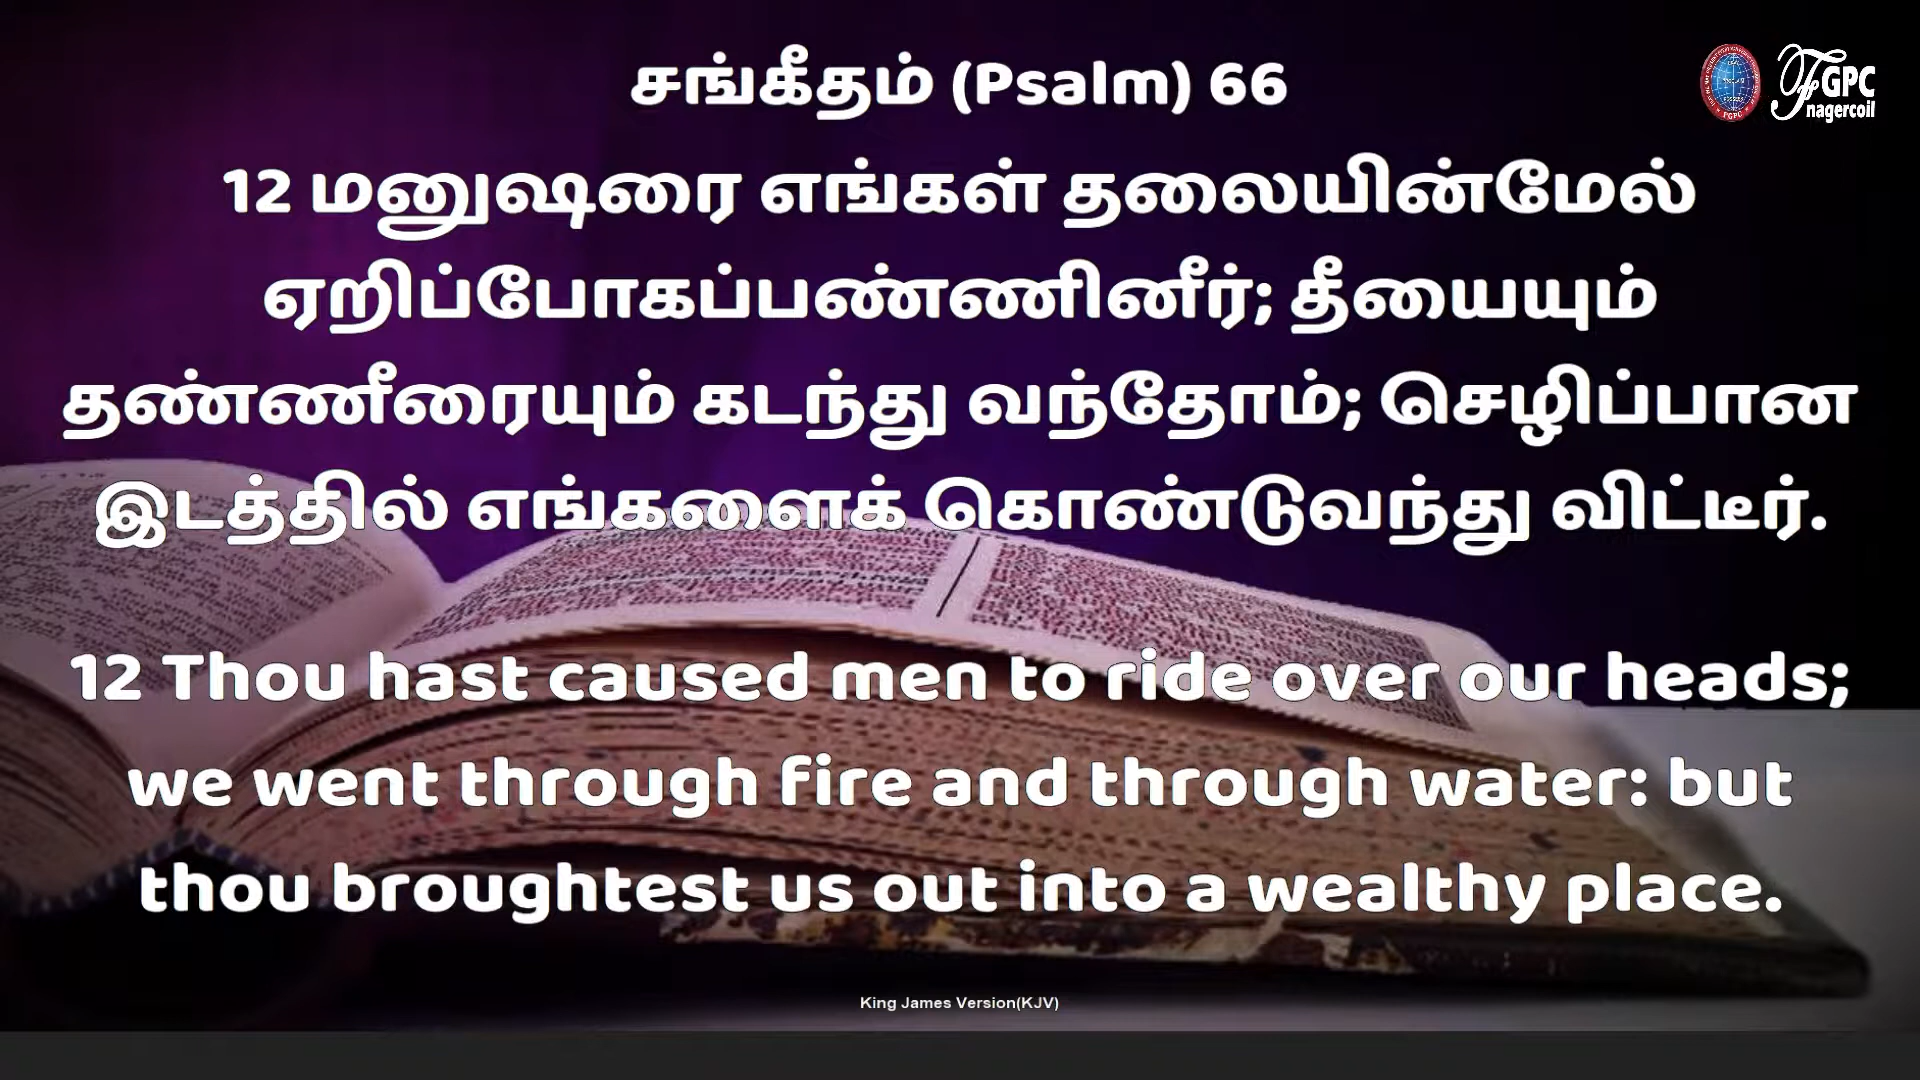 சங்கீதம் (Psalm) 66
FGPC
nagercoil
12 மனுஷரை எங்கள் தலையின்மேல்
ஏறிப்போகப்பண்ணினீர்; தீயையும்
தண்ணீரையும் கடந்து வந்தோம்; செழிப்பான
இடத்தில் எங்களைக் கொண்டுவந்து விட்டீர்.
12 Thou hast caused men to ride over our heads;
we went through fire and through water: but
thou broughtest us out into a wealthy place.
King James Version(KJV)